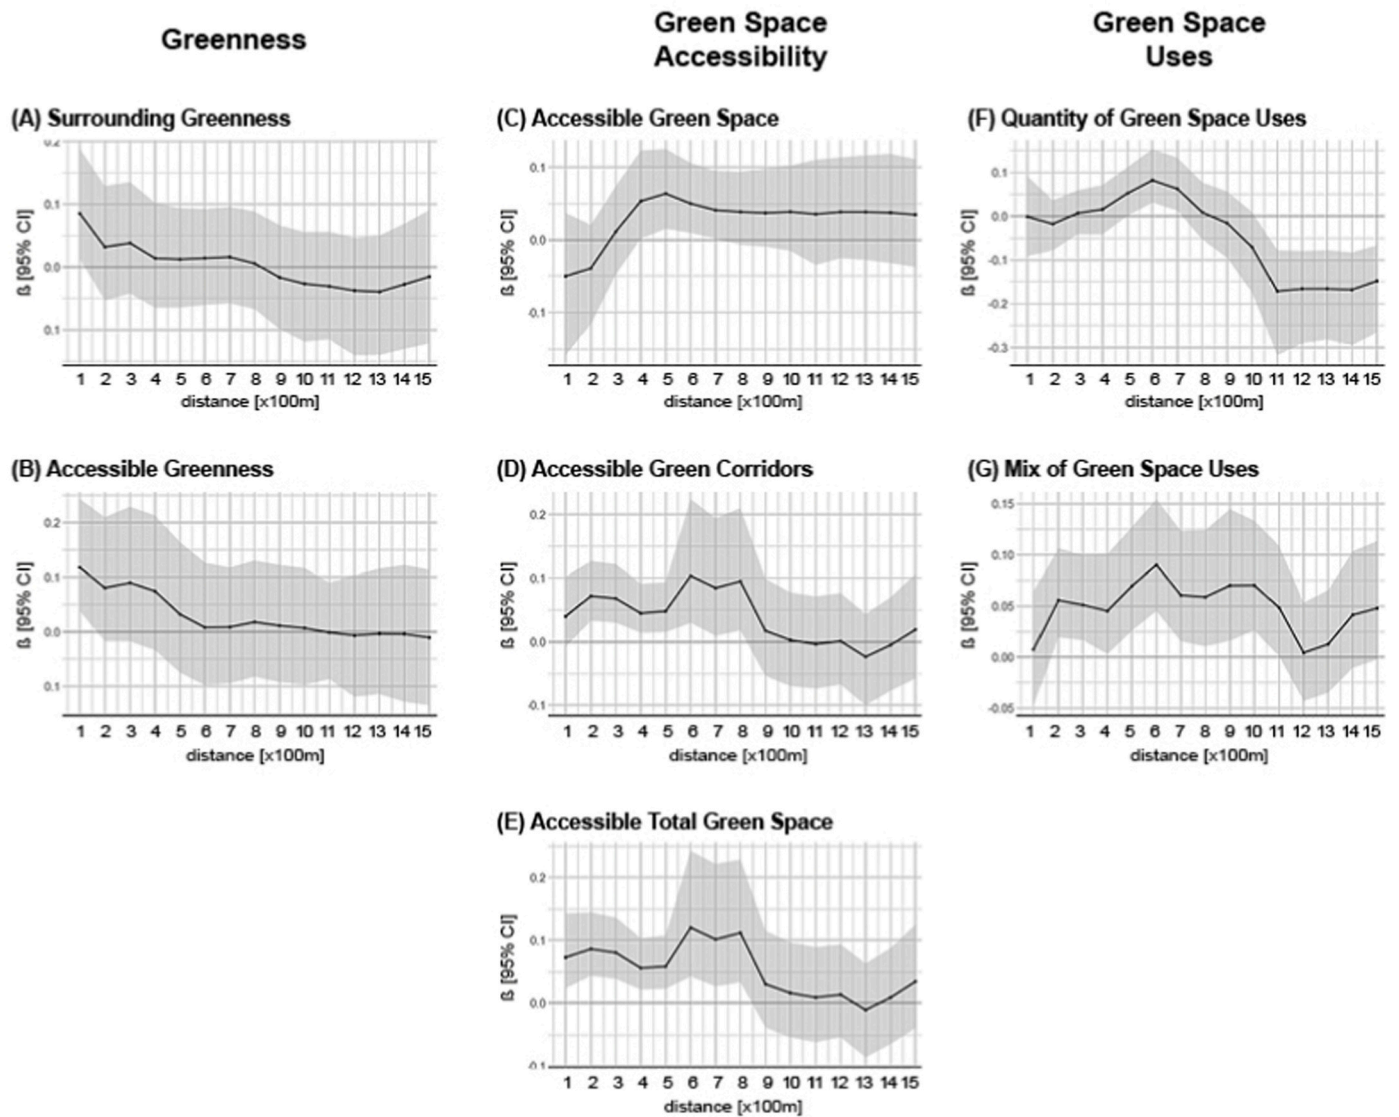 Greenness
Green Space
Accessibility
Green Space
Uses
(A) Surrounding Greenness
0.2
0.1
0.0
0.1
ß [95% CI]
1 2 3 4 5 6 7 8 9 10 11 12 13 14 15
distance [x100m]
(C) Accessible Green Space
0.1
0.0
-0.1
ß [95% CI]
1 2 3 4 5 6 7 8 9 10 11 12 13 14 15
distance [x100m]
(F) Quantity of Green Space Uses
0.1
0.0
-0.1
-0.2
-0.3
ß [95% CI]
1 2 3 4 5 6 7 8 9 10 11 12 13 14 15
distance [x100m]
(B) Accessible Greenness
0.2
0.1
0.0
0.1
ß [95% CI]
1 2 3 4 5 6 7 8 9 10 11 12 13 14 15
distance [x100m]
(D) Accessible Green Corridors
0.2
0.1
0.0
-0.1
ß [95% CI]
1 2 3 4 5 6 7 8 9 10 11 12 13 14 15
distance [x100m]
(G) Mix of Green Space Uses
0.15
0.10
0.05
0.00
-0.05
ß [95% CI]
1 2 3 4 5 6 7 8 9 10 11 12 13 14 15
distance [x100m]
(E) Accessible Total Green Space
0.2
0.1
0.0
-0.1
ß [95% CI]
1 2 3 4 5 6 7 8 9 10 11 12 13 14 15
distance [x100m]